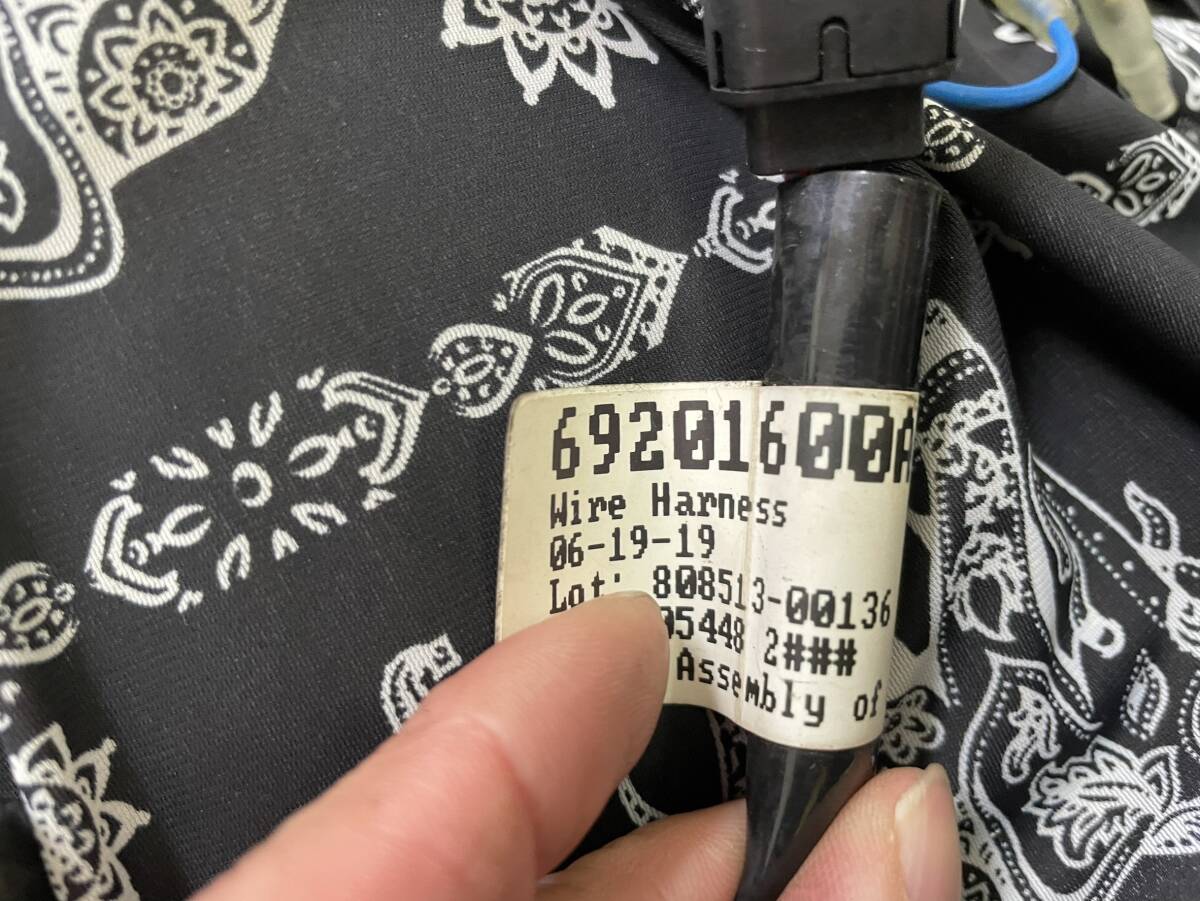 69201600A
Wire Harness
06-19-19
Lot: 808513-00136
05448 2###
Assembly of